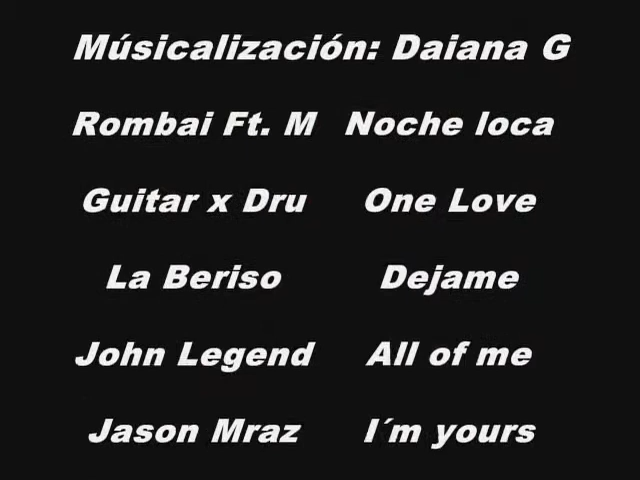 Músicalización: Daiana G
Rombai Ft. M Noche loca
Guitar x Dru One Love
La Beriso Dejame
John Legend All of me
Jason Mraz I´m yours